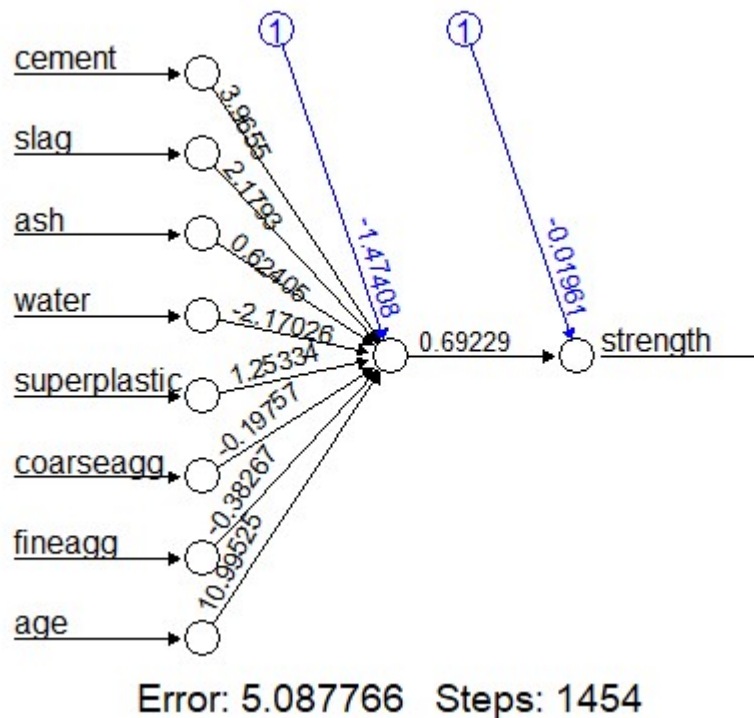 1 1
cement
3.9655
slag
2.1793
ash
0.62405
-1.47408
-0.01961
water
-2.17026
0.69229
strength
superplastic
1.25334
coarseagg
-0.19757
fineagg
-0.38267
age
10.99525
Error: 5.087766 Steps: 1454